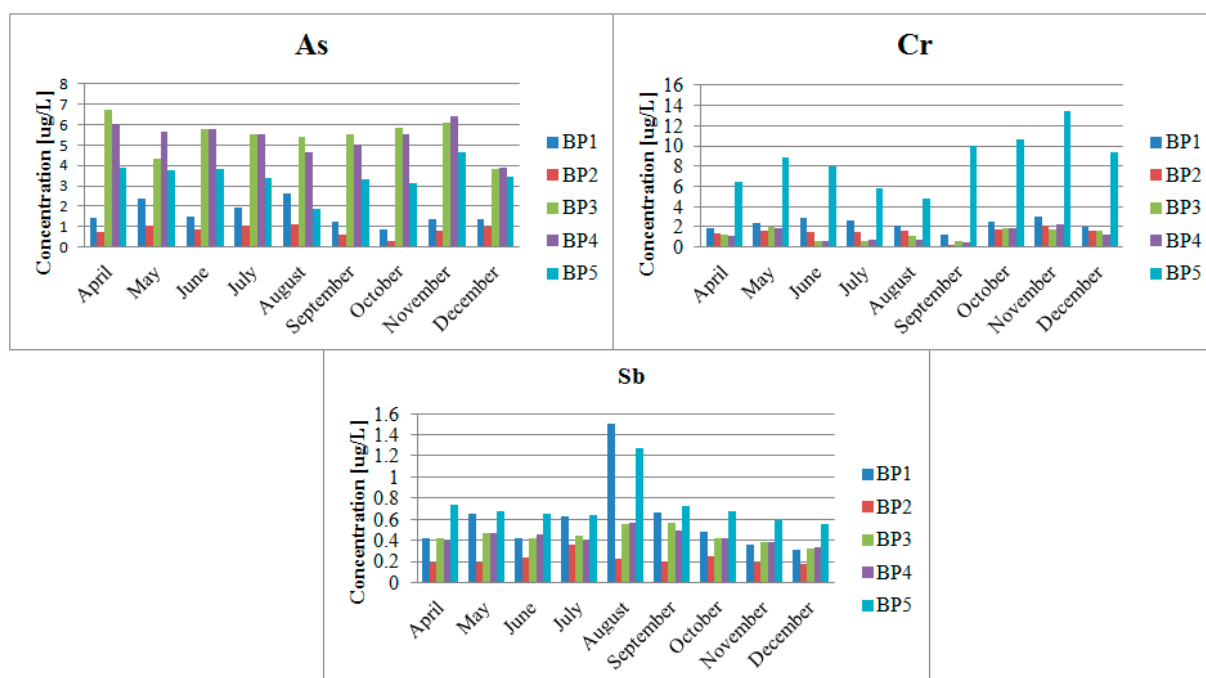 As
Concentration [ug/L]
8
7
6
5
4
3
2
1
0
April
May
June
July
August
September
October
November
December
BP1
BP2
BP3
BP4
BP5
Cr
Concentration [ug/L]
16
14
12
10
8
6
4
2
0
April
May
June
July
August
September
October
November
December
BP1
BP2
BP3
BP4
BP5
Sb
Concentration [ug/L]
1.6
1.4
1.2
1
0.8
0.6
0.4
0.2
0
April
May
June
July
August
September
October
November
December
BP1
BP2
BP3
BP4
BP5